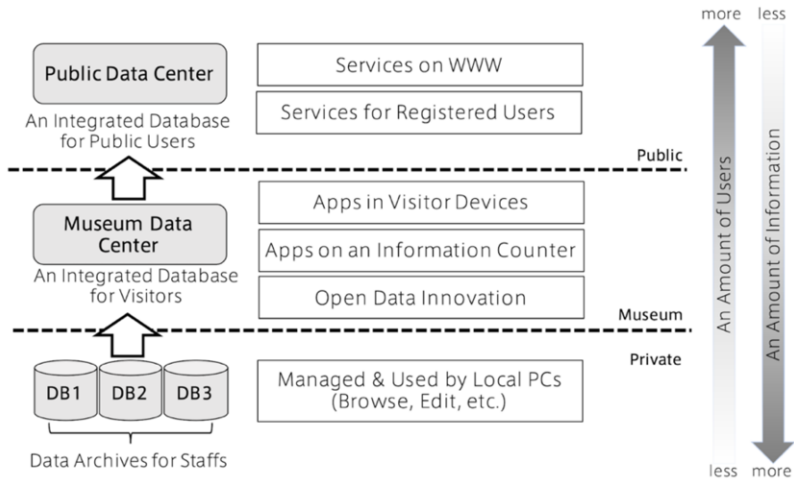 more less
Public Data Center
An Integrated Database
for Public Users
Services on WWW
Services for Registered Users
Public
Museum Data
Center
An Integrated Database
for Visitors
Apps in Visitor Devices
Apps on an Information Counter
Open Data Innovation
Museum
Private
DB1 DB2 DB3
Data Archives for Staffs
Managed & Used by Local PCs
(Browse, Edit, etc.)
An Amount of Users
An Amount of Information
less more